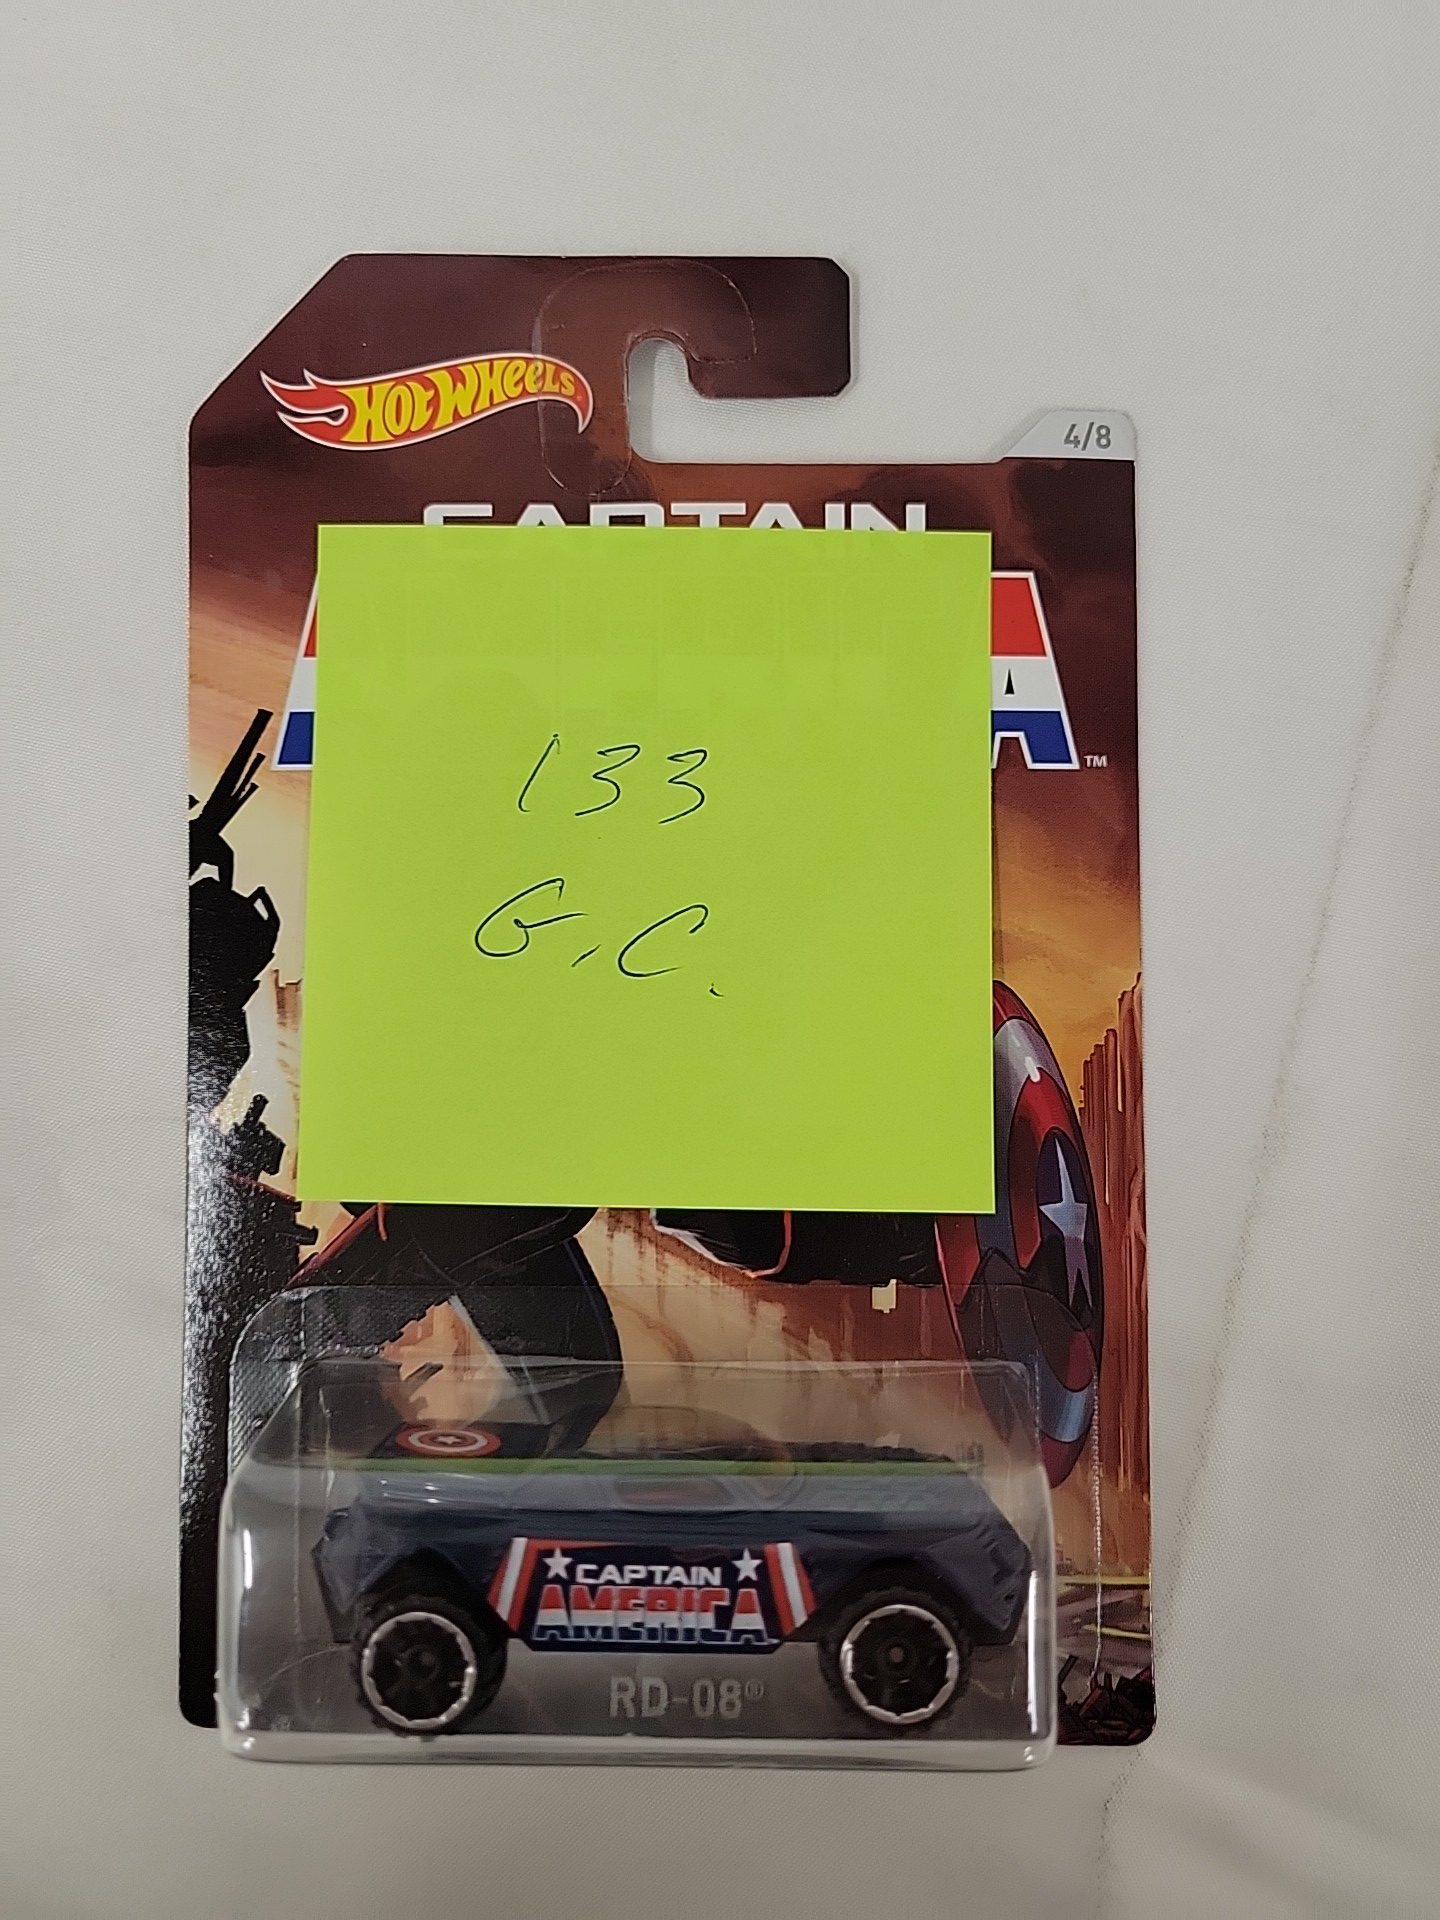 HOT WHEELS
4/8
CAPTAIN
A
™
133
G.C.
CAPTAIN
AMERICA
RD-08®